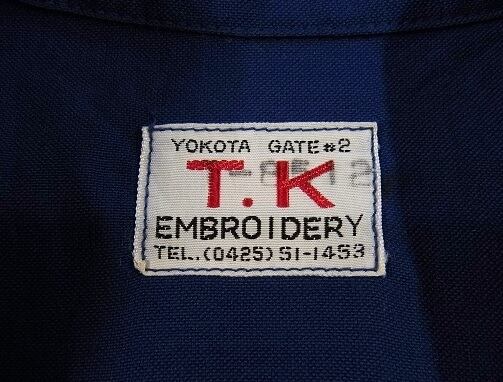 YOKOTA GATE #2
T.K
EMBROIDERY
TEL.(0425)51-1453